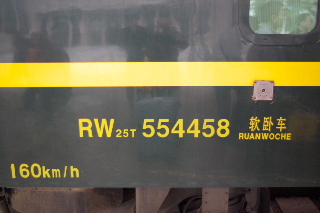 RW25T 554458 软卧车
RUANWOCHE
160km/h